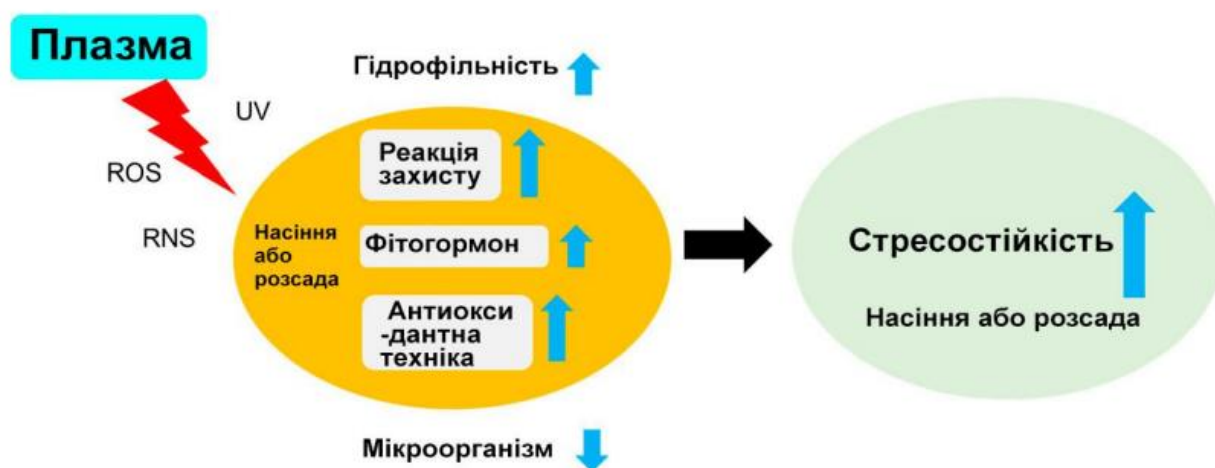 Плазма
Гідрофільність
UV
ROS
RNS
Реакція
захисту
Насіння
або
розсада
Фітогормон
Антиокси
-дантна
техніка
Мікроорганізм
Стресостійкість
Насіння або розсада